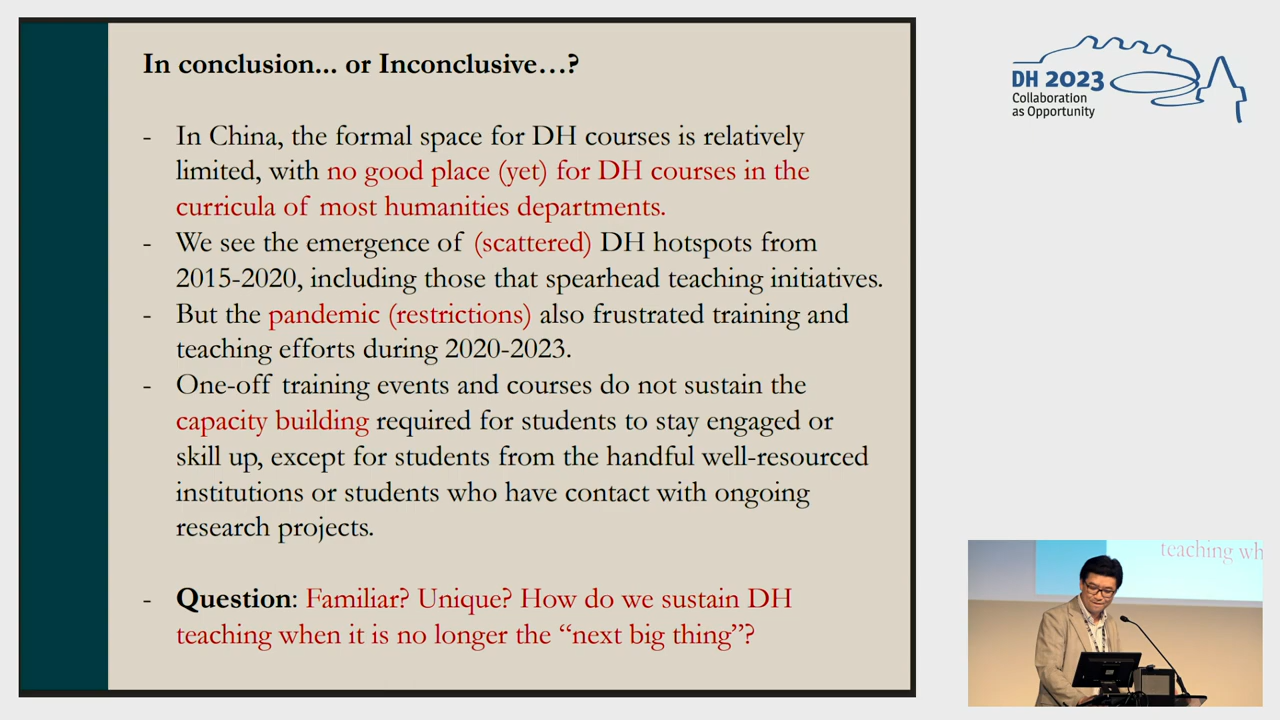 In conclusion... or Inconclusive…?
- In China, the formal space for DH courses is relatively
limited, with no good place (yet) for DH courses in the
curricula of most humanities departments.
- We see the emergence of (scattered) DH hotspots from
2015-2020, including those that spearhead teaching initiatives.
- But the pandemic (restrictions) also frustrated training and
teaching efforts during 2020-2023.
- One-off training events and courses do not sustain the
capacity building required for students to stay engaged or
skill up, except for students from the handful well-resourced
institutions or students who have contact with ongoing
research projects.
- Question: Familiar? Unique? How do we sustain DH
teaching when it is no longer the “next big thing”?
DH 2023
Collaboration
as Opportunity
teaching wh